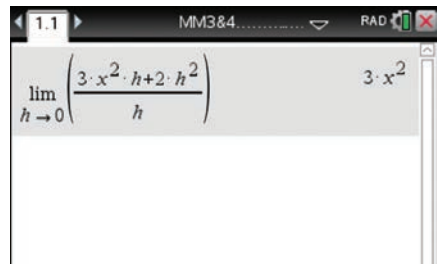 1.1 MM3&4............ RAD
lim h→0 (3·x²·h+2·h² / h) 3·x²